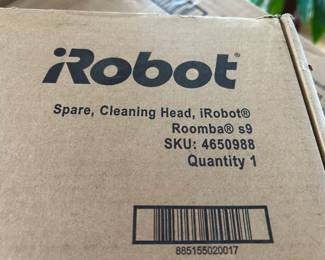 iRobot®
Spare, Cleaning Head, iRobot®
Roomba® s9
SKU: 4650988
Quantity 1
885155020017